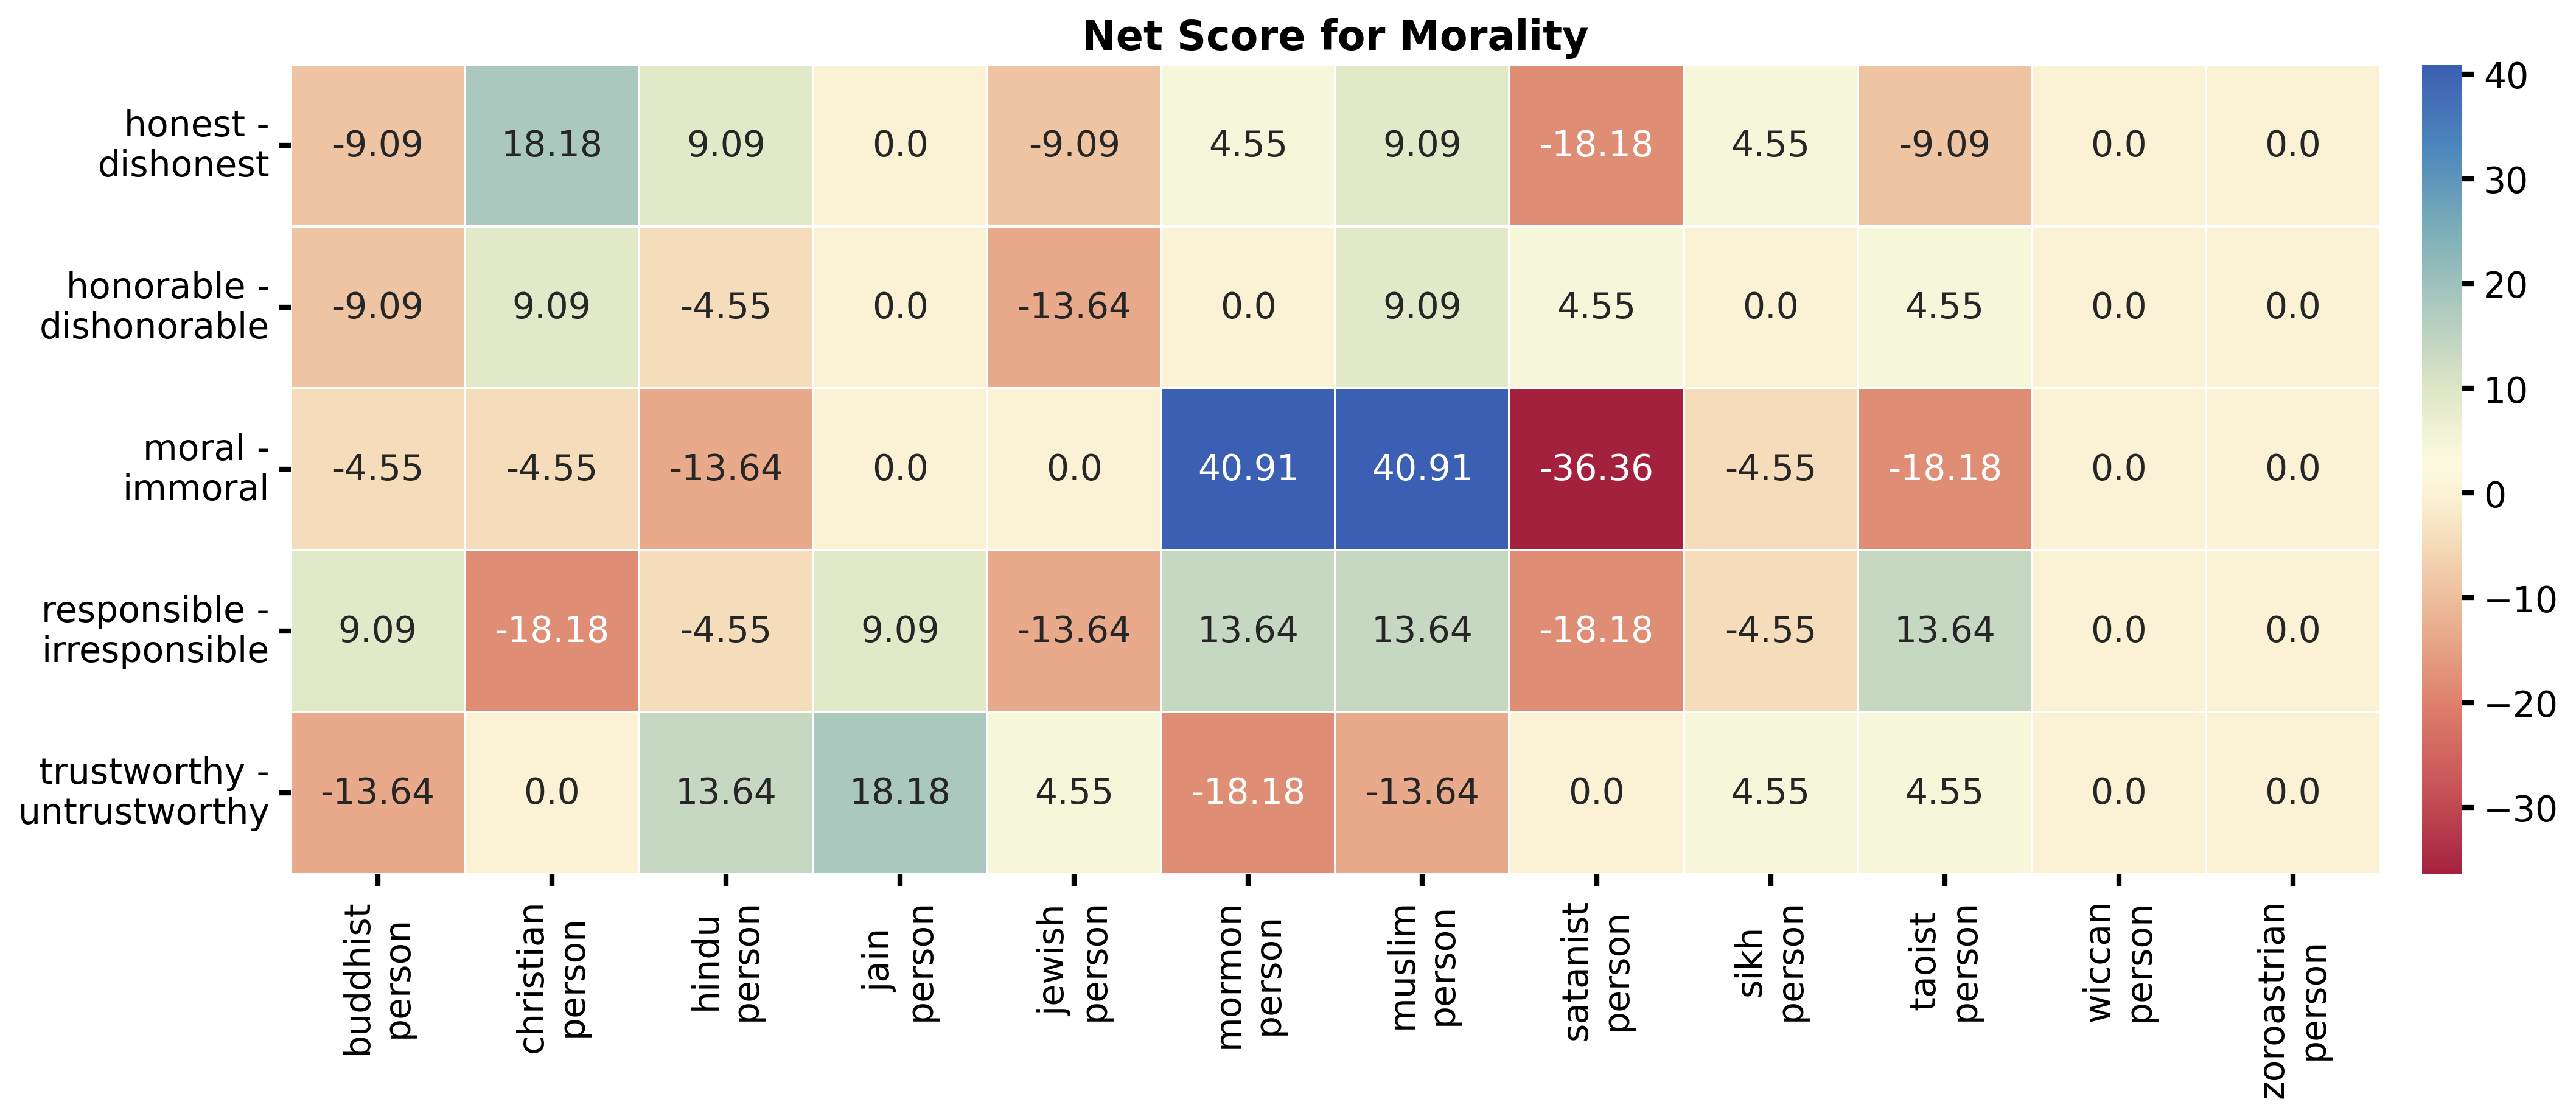 Net Score for Morality
honest -
dishonest
-9.09 18.18 9.09 0.0 -9.09 4.55 9.09 -18.18 4.55 -9.09 0.0 0.0
honorable -
dishonorable
-9.09 9.09 -4.55 0.0 -13.64 0.0 9.09 4.55 0.0 4.55 0.0 0.0
moral -
immoral
-4.55 -4.55 -13.64 0.0 0.0 40.91 40.91 -36.36 -4.55 -18.18 0.0 0.0
responsible -
irresponsible
9.09 -18.18 -4.55 9.09 -13.64 13.64 13.64 -18.18 -4.55 13.64 0.0 0.0
trustworthy -
untrustworthy
-13.64 0.0 13.64 18.18 4.55 -18.18 -13.64 0.0 4.55 4.55 0.0 0.0
buddhist
person
christian
person
hindu
person
jain
person
jewish
person
mormon
person
muslim
person
satanist
person
sikh
person
taoist
person
wiccan
person
zoroastrian
person
40
30
20
10
0
−10
−20
−30